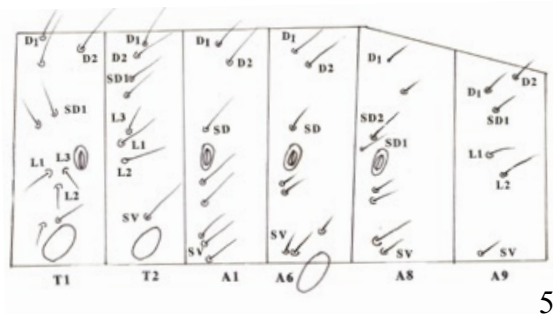 D1 D2 SD1 L1 L3 L2
D1 D2 SD1 L3 L1 L2 SV
D1 D2 SD SV
D1 D2 SD SV
D1 SD2 SD1 SV
D1 D2 SD1 L1 L2 SV
T1 T2 A1 A6 A8 A9
5